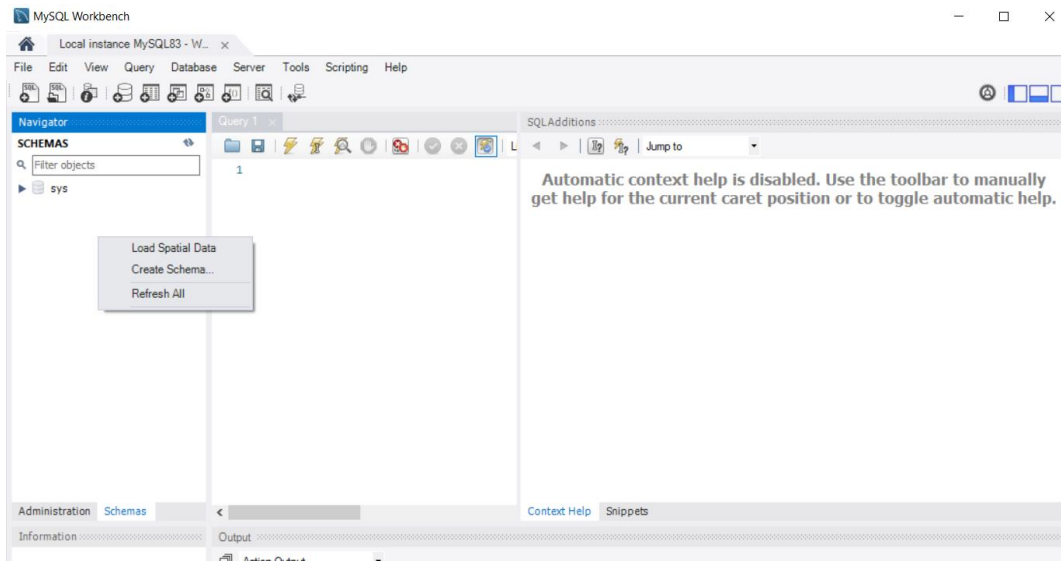 MySQL Workbench
Local instance MySQL83 - W...
File Edit View Query Database Server Tools Scripting Help
Navigator
SCHEMAS
Filter objects
sys
Load Spatial Data
Create Schema...
Refresh All
Administration Schemas
Information
Query 1
L
1
Output
Action Output
SQLAdditions
Jump to
Automatic context help is disabled. Use the toolbar to manually
get help for the current caret position or to toggle automatic help.
Context Help Snippets